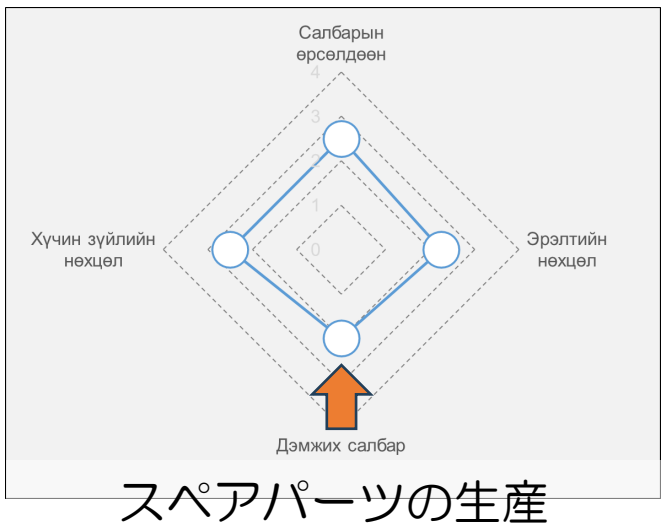 Салбарын
өрсөлдөөн
4
3
2
1
0
Хүчин зүйлийн
нөхцөл
Эрэлтийн
нөхцөл
Дэмжих салбар
スペアパーツの生産